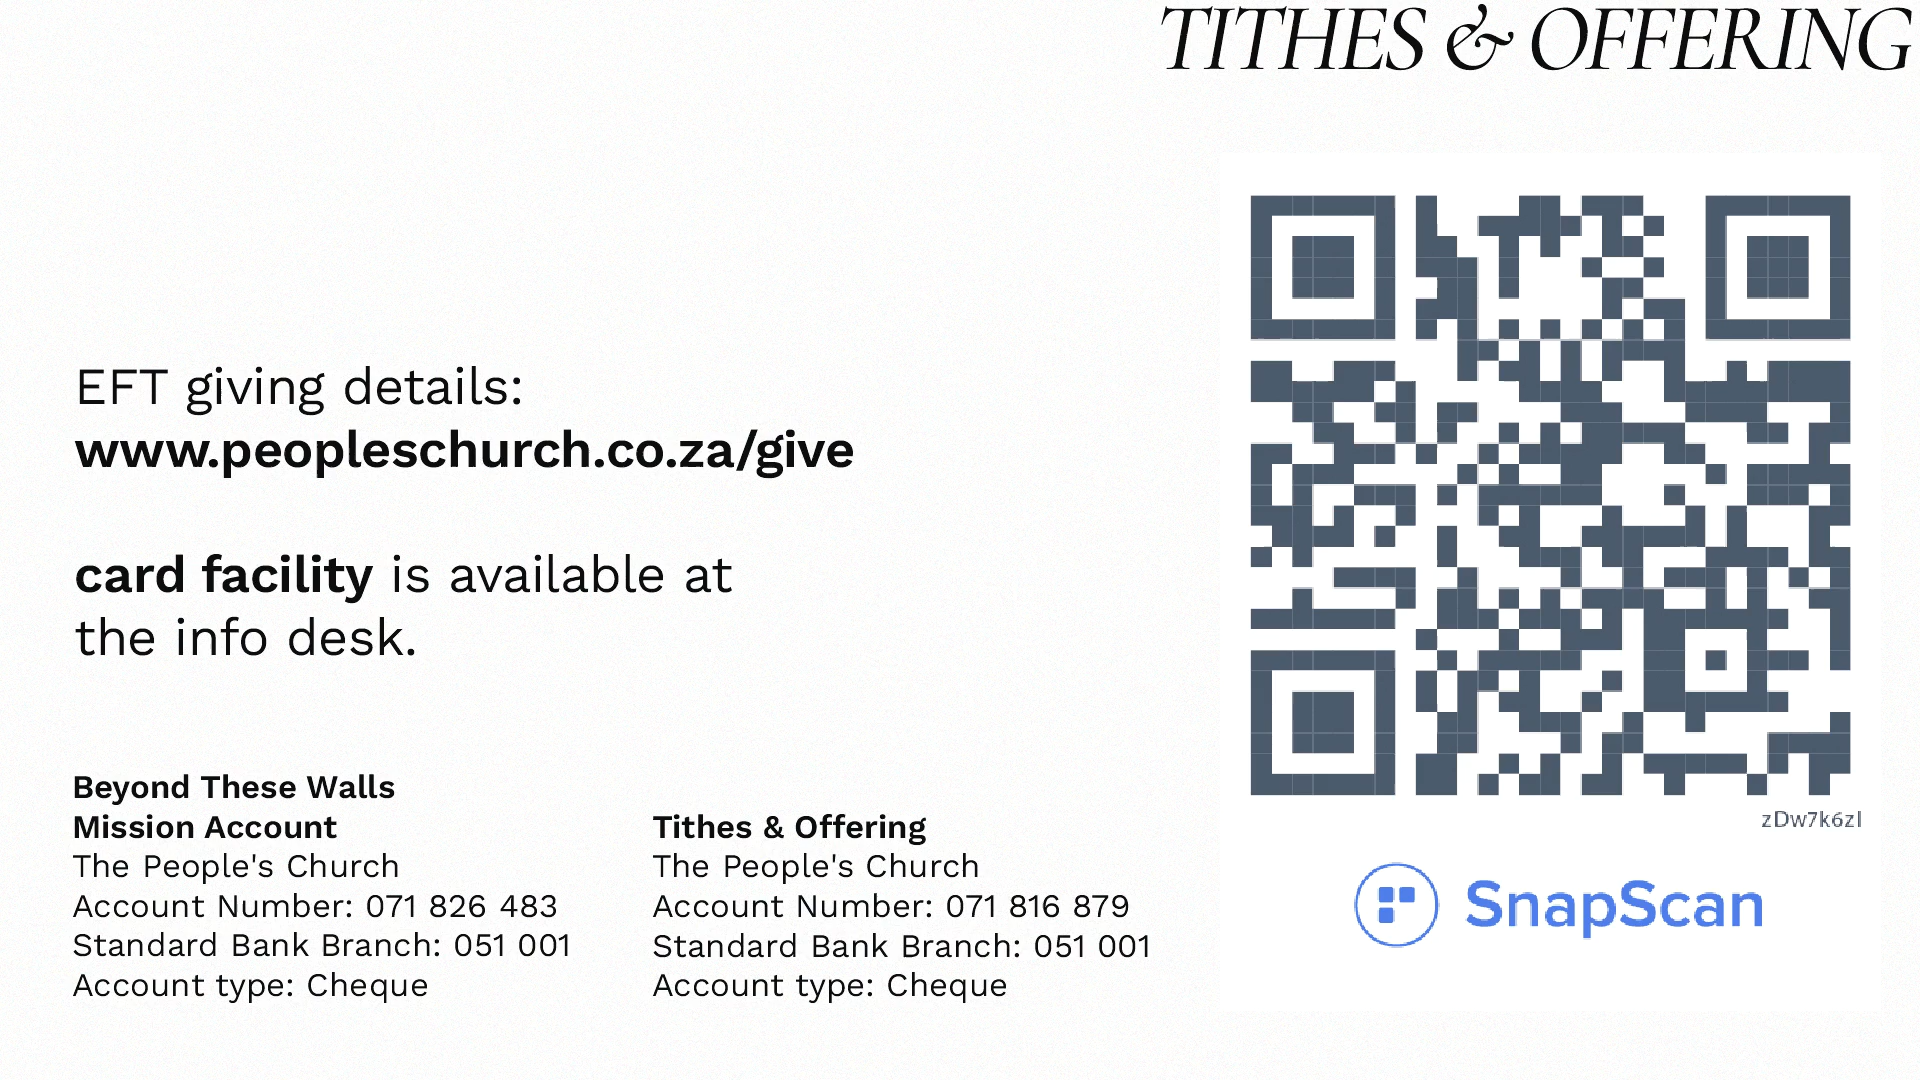 TITHES & OFFERING
EFT giving details:
www.peopleschurch.co.za/give
card facility is available at
the info desk.
Beyond These Walls
Mission Account
The People's Church
Account Number: 071 826 483
Standard Bank Branch: 051 001
Account type: Cheque
Tithes & Offering
The People's Church
Account Number: 071 816 879
Standard Bank Branch: 051 001
Account type: Cheque
zDw7k6zI
SnapScan